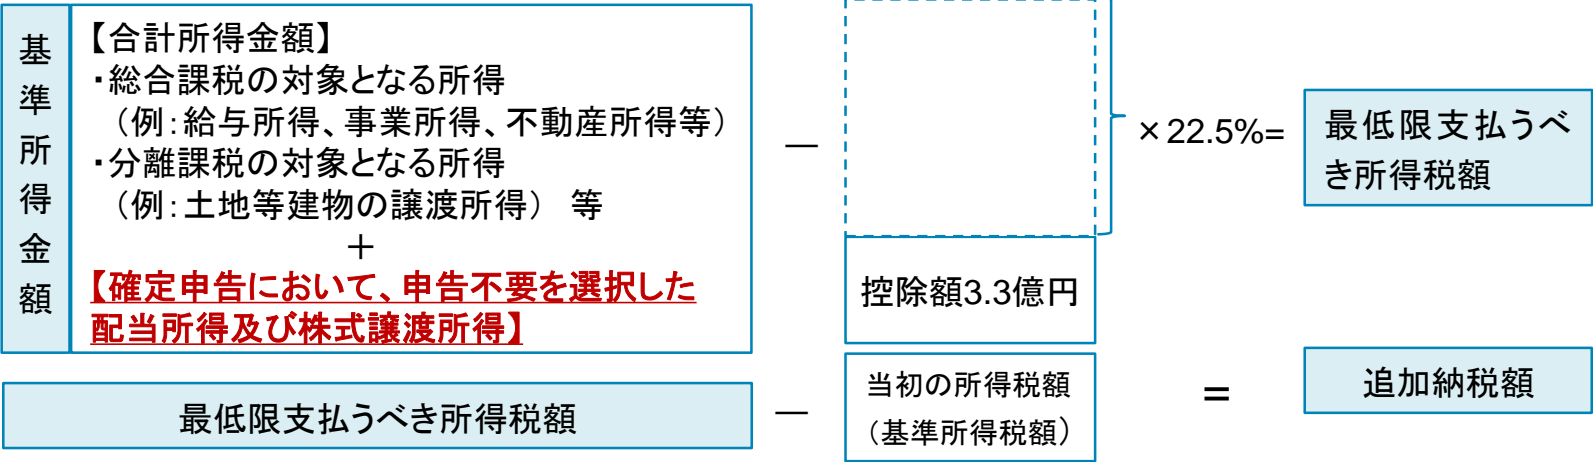 基準所得金額
【合計所得金額】
・総合課税の対象となる所得
（例：給与所得、事業所得、不動産所得等）
・分離課税の対象となる所得
（例：土地等建物の譲渡所得） 等
＋
【確定申告において、申告不要を選択した
配当所得及び株式譲渡所得】
－
控除額3.3億円
×22.5%=
最低限支払うべ
き所得税額
最低限支払うべき所得税額
－
当初の所得税額
（基準所得税額）
＝
追加納税額